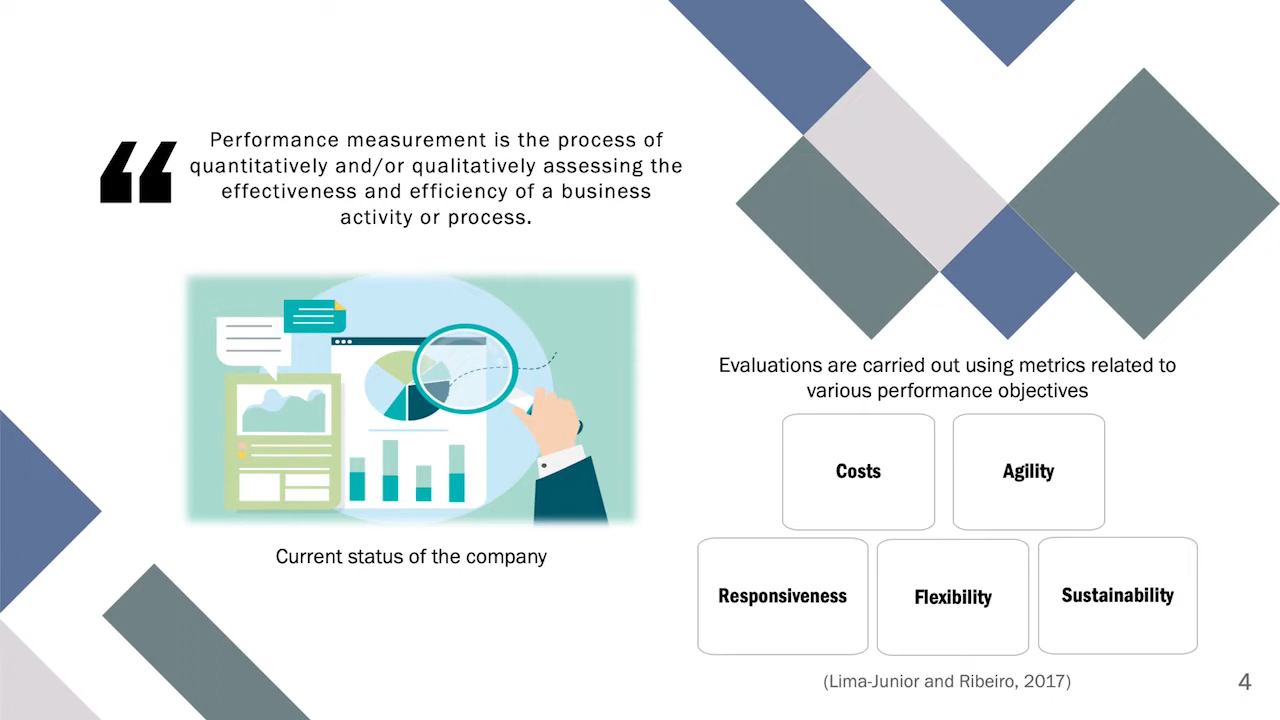 “
Performance measurement is the process of
quantitatively and/or qualitatively assessing the
effectiveness and efficiency of a business
activity or process.
Current status of the company
Evaluations are carried out using metrics related to
various performance objectives
Costs
Agility
Responsiveness
Flexibility
Sustainability
(Lima-Junior and Ribeiro, 2017)
4